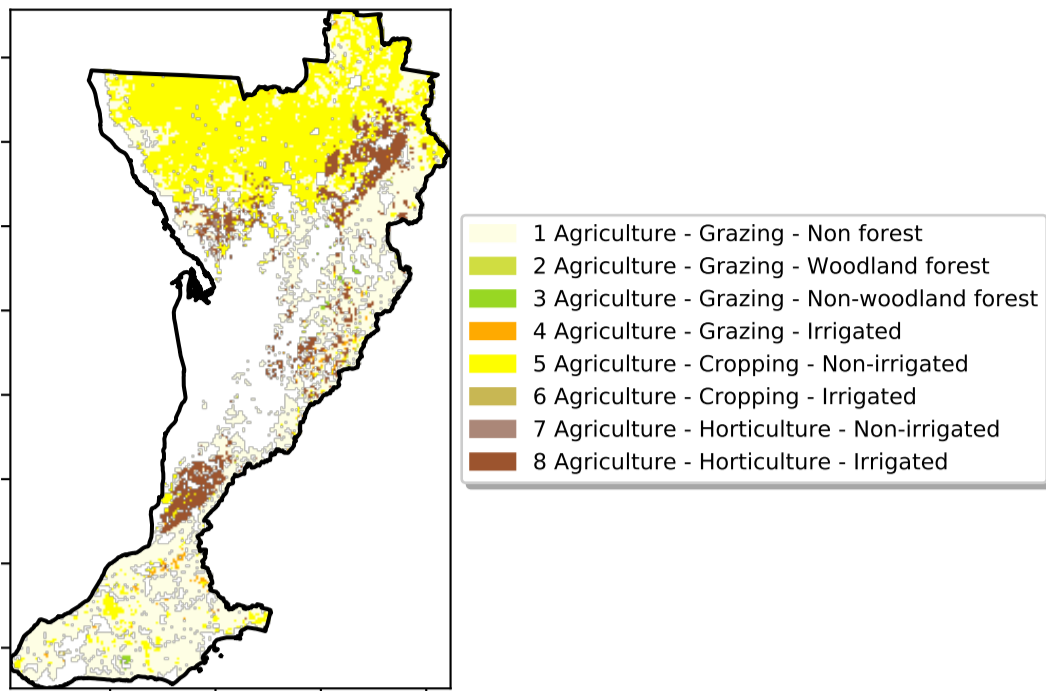 1 Agriculture - Grazing - Non forest
2 Agriculture - Grazing - Woodland forest
3 Agriculture - Grazing - Non-woodland forest
4 Agriculture - Grazing - Irrigated
5 Agriculture - Cropping - Non-irrigated
6 Agriculture - Cropping - Irrigated
7 Agriculture - Horticulture - Non-irrigated
8 Agriculture - Horticulture - Irrigated